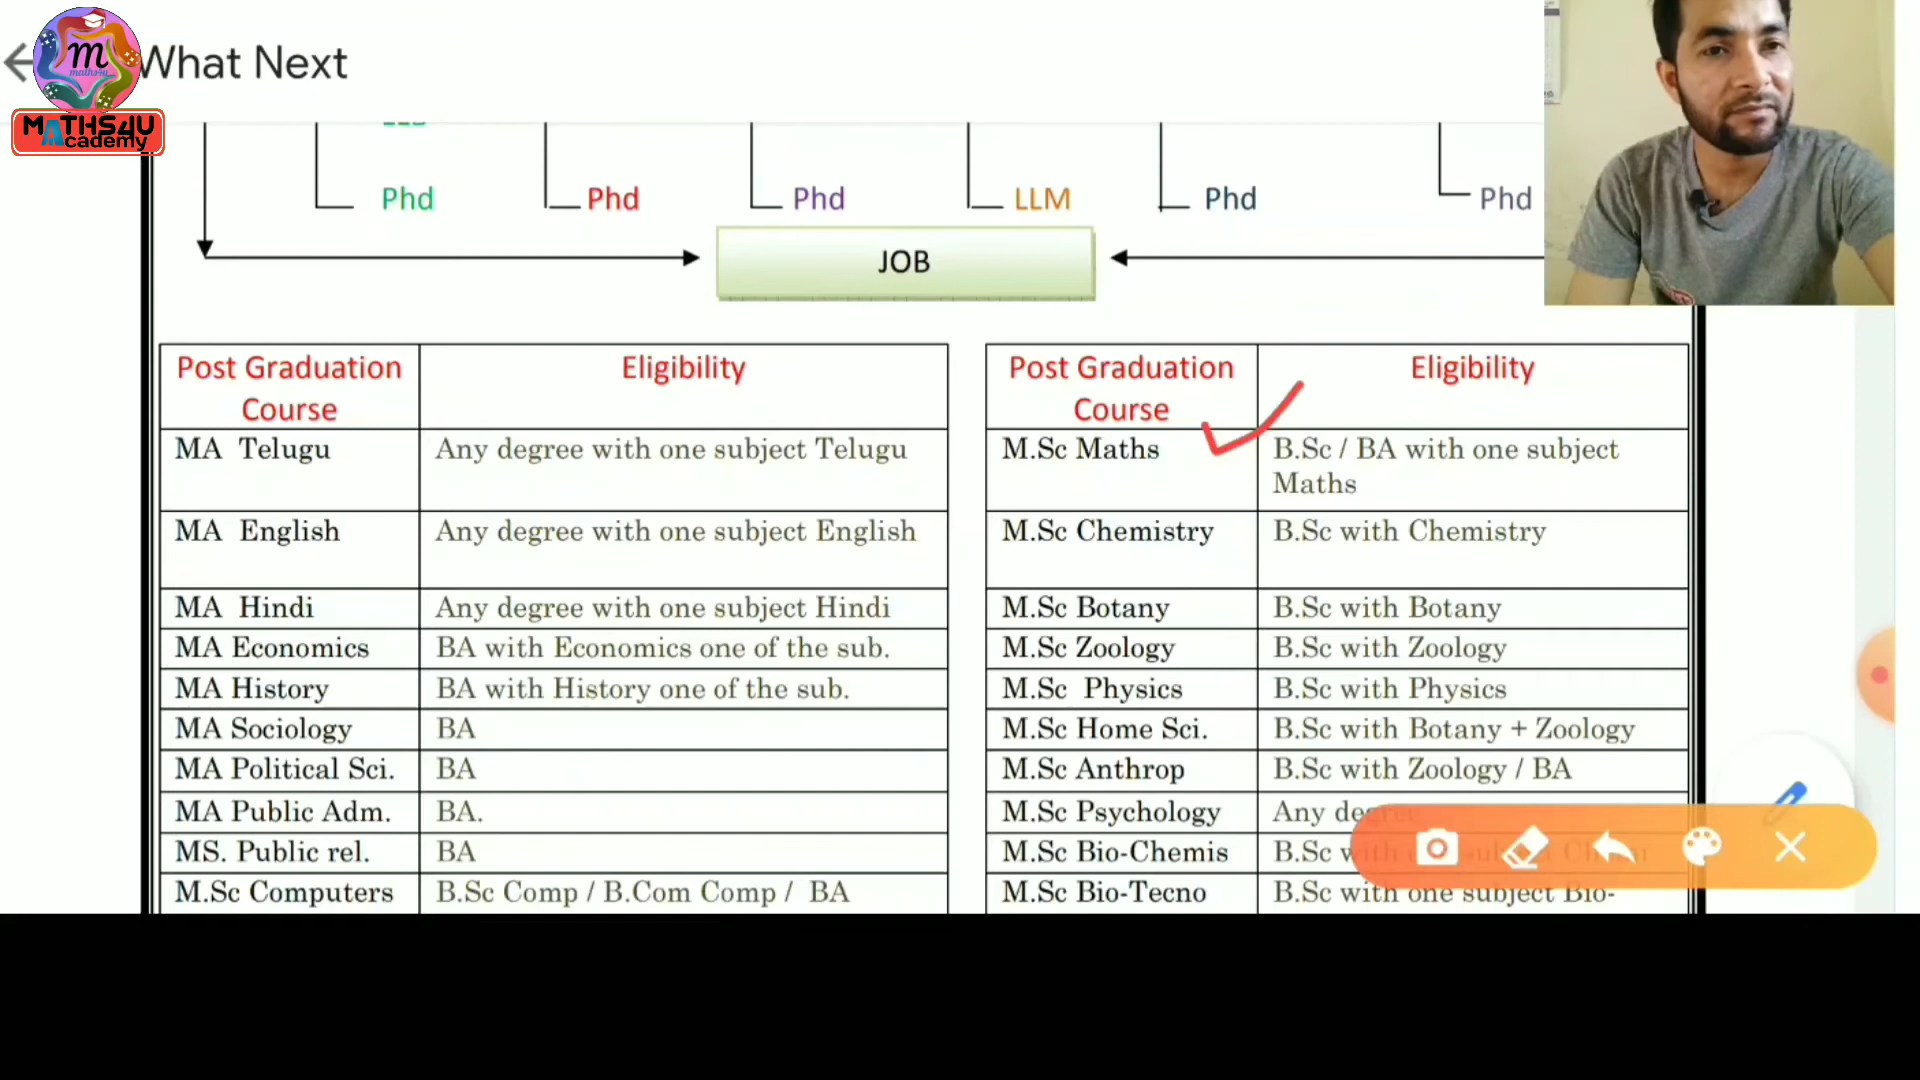 What Next
m
maths4u
MATHS4U
Academy
Phd Phd Phd LLM Phd Phd
JOB
Post Graduation Course Eligibility
MA Telugu Any degree with one subject Telugu
MA English Any degree with one subject English
MA Hindi Any degree with one subject Hindi
MA Economics BA with Economics one of the sub.
MA History BA with History one of the sub.
MA Sociology BA
MA Political Sci. BA
MA Public Adm. BA.
MS. Public rel. BA
M.Sc Computers B.Sc Comp / B.Com Comp / BA
Post Graduation Course Eligibility
M.Sc Maths B.Sc / BA with one subject
Maths
M.Sc Chemistry B.Sc with Chemistry
M.Sc Botany B.Sc with Botany
M.Sc Zoology B.Sc with Zoology
M.Sc Physics B.Sc with Physics
M.Sc Home Sci. B.Sc with Botany + Zoology
M.Sc Anthrop B.Sc with Zoology / BA
M.Sc Psychology Any degree
M.Sc Bio-Chemis B.Sc with
M.Sc Bio-Tecno B.Sc with one subject Bio-